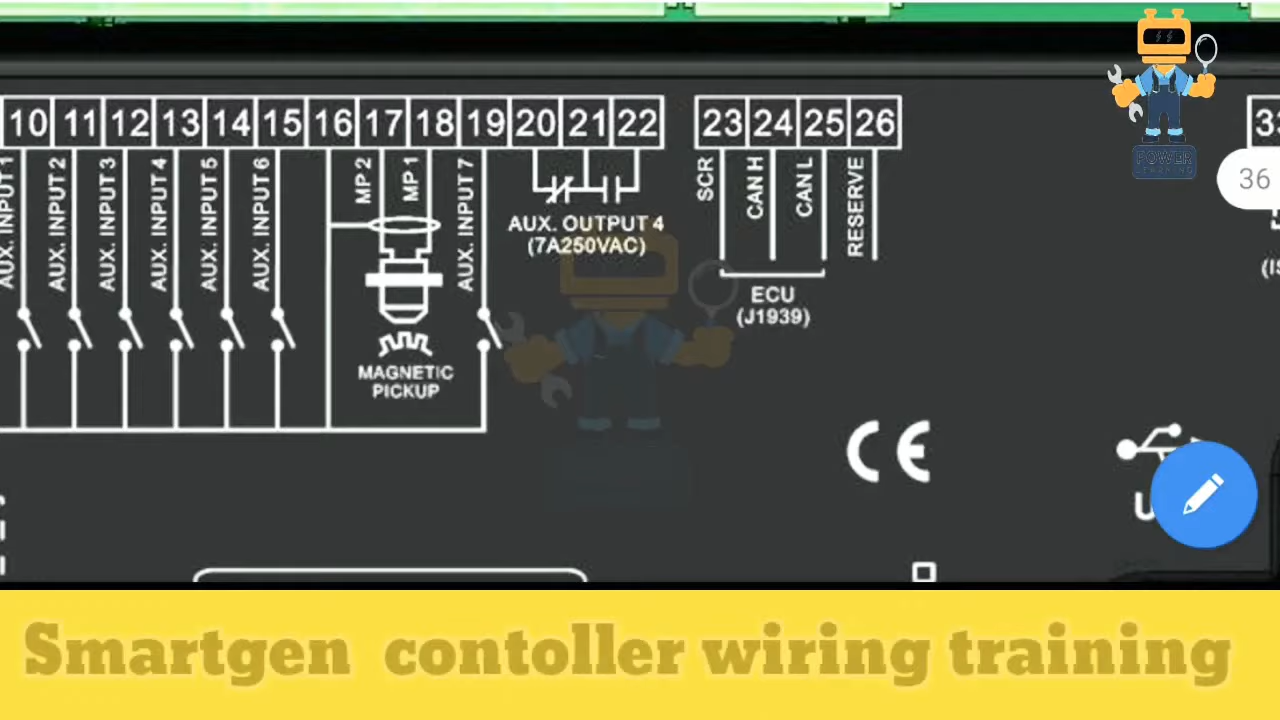 10 11 12 13 14 15 16 17 18 19 20 21 22 23 24 25 26
AUX. INPUT 1
AUX. INPUT 2
AUX. INPUT 3
AUX. INPUT 4
AUX. INPUT 5
AUX. INPUT 6
MP 2
MP 1
AUX. INPUT 7
AUX. OUTPUT 4
(7A250VAC)
SCR
CAN H
CAN L
RESERVE
ECU
(J1939)
MAGNETIC
PICKUP
CE
POWER
36
Smartgen contoller wiring training